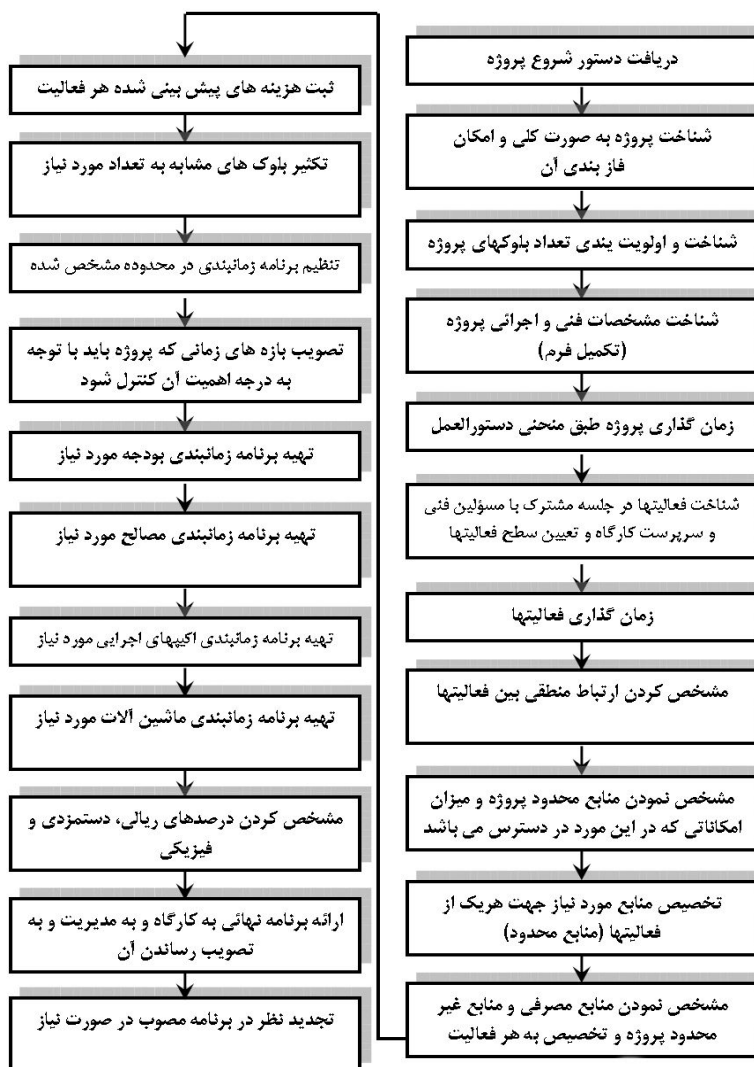 دریافت دستور شروع پروژه
شناخت پروژه به صورت کلی و امکان
فاز بندی آن
شناخت و اولویت یندی تعداد بلوکهای پروژه
شناخت مشخصات فنی و اجرائی پروژه
(تکمیل فرم)
زمان گذاری پروژه طبق منحنی دستورالعمل
شناخت فعالیتها در جلسه مشترک با مسؤلین فنی
و سرپرست کارگاه و تعیین سطح فعالیتها
زمان گذاری فعالیتها
مشخص کردن ارتباط منطقی بین فعالیتها
مشخص نمودن منابع محدود پروژه و میزان
امکاناتی که در این مورد در دسترس می باشد
تخصیص منابع مورد نیاز جهت هریک از
فعالیتها (منابع محدود)
مشخص نمودن منابع مصرفی و منابع غیر
محدود پروژه و تخصیص به هر فعالیت
ثبت هزینه های پیش بینی شده هر فعالیت
تکثیر بلوک های مشابه به تعداد مورد نیاز
تنظیم برنامه زمانبندی در محدوده مشخص شده
تصویب بازه های زمانی که پروژه باید با توجه
به درجه اهمیت آن کنترل شود
تهیه برنامه زمانبندی بودجه مورد نیاز
تهیه برنامه زمانبندی مصالح مورد نیاز
تهیه برنامه زمانبندی اکیپهای اجرایی مورد نیاز
تهیه برنامه زمانبندی ماشین آلات مورد نیاز
مشخص کردن درصدهای ریالی، دستمزدی و
فیزیکی
ارائه برنامه نهائی به کارگاه و به مدیریت و به
تصویب رساندن آن
تجدید نظر در برنامه مصوب در صورت نیاز